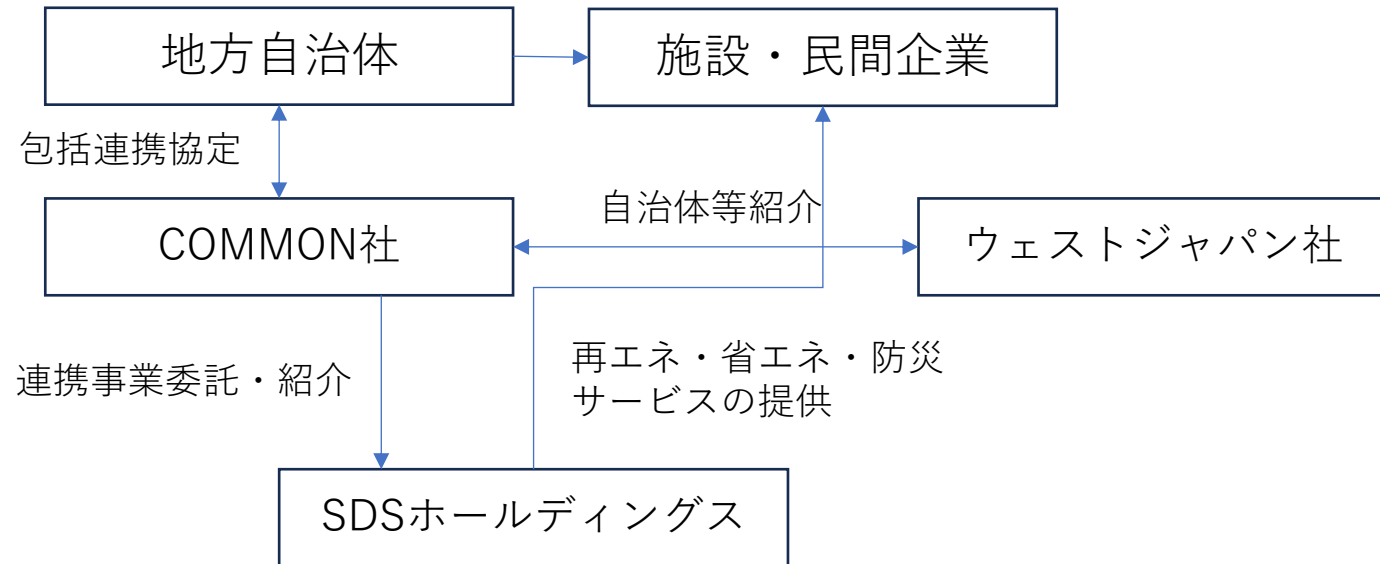 地方自治体
施設・民間企業
包括連携協定
自治体等紹介
COMMON社
ウェストジャパン社
連携事業委託・紹介
再エネ・省エネ・防災
サービスの提供
SDSホールディングス